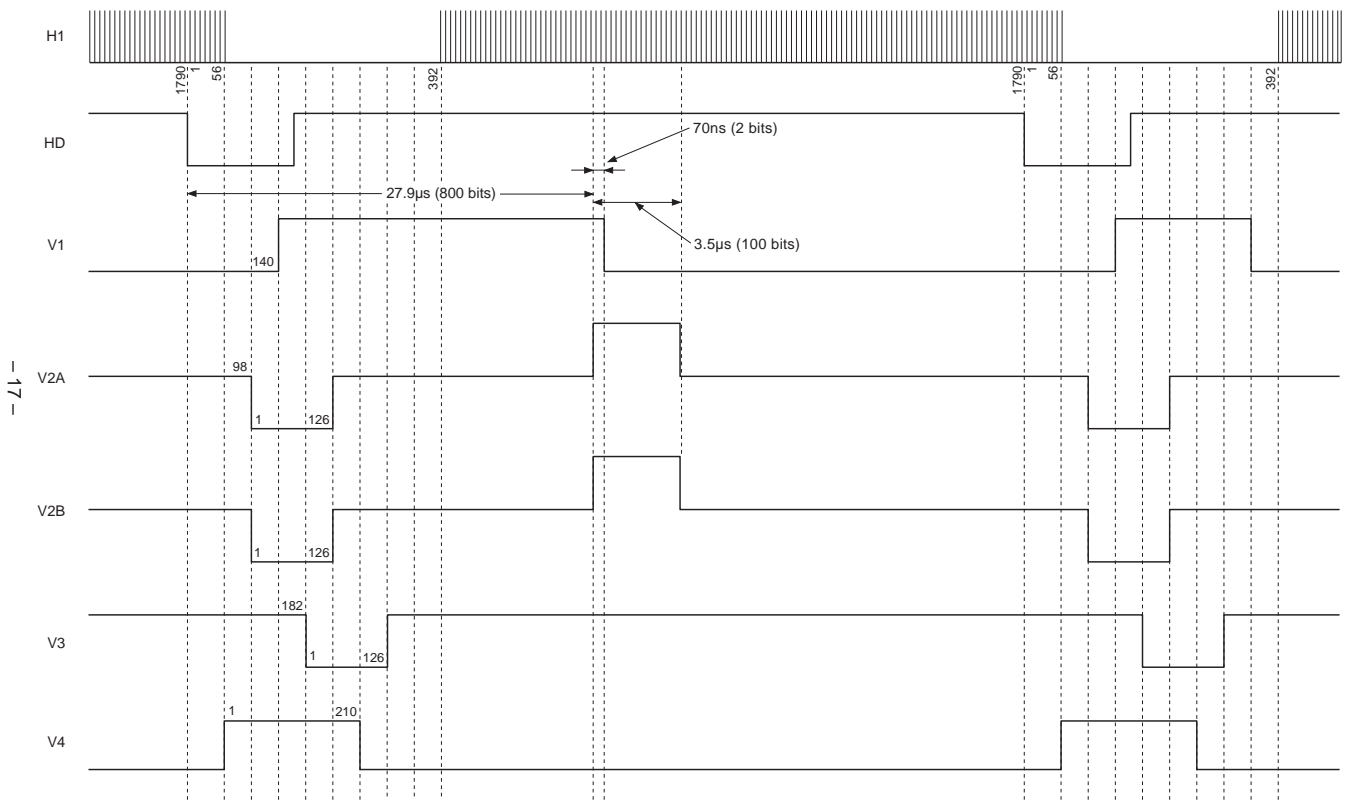 H1
1790
1
56
392
1790
1
56
392
HD
70ns (2 bits)
27.9µs (800 bits)
V1
140
3.5µs (100 bits)
– 17 –
V2A
98
1
126
V2B
1
126
V3
182
1
126
V4
1
210